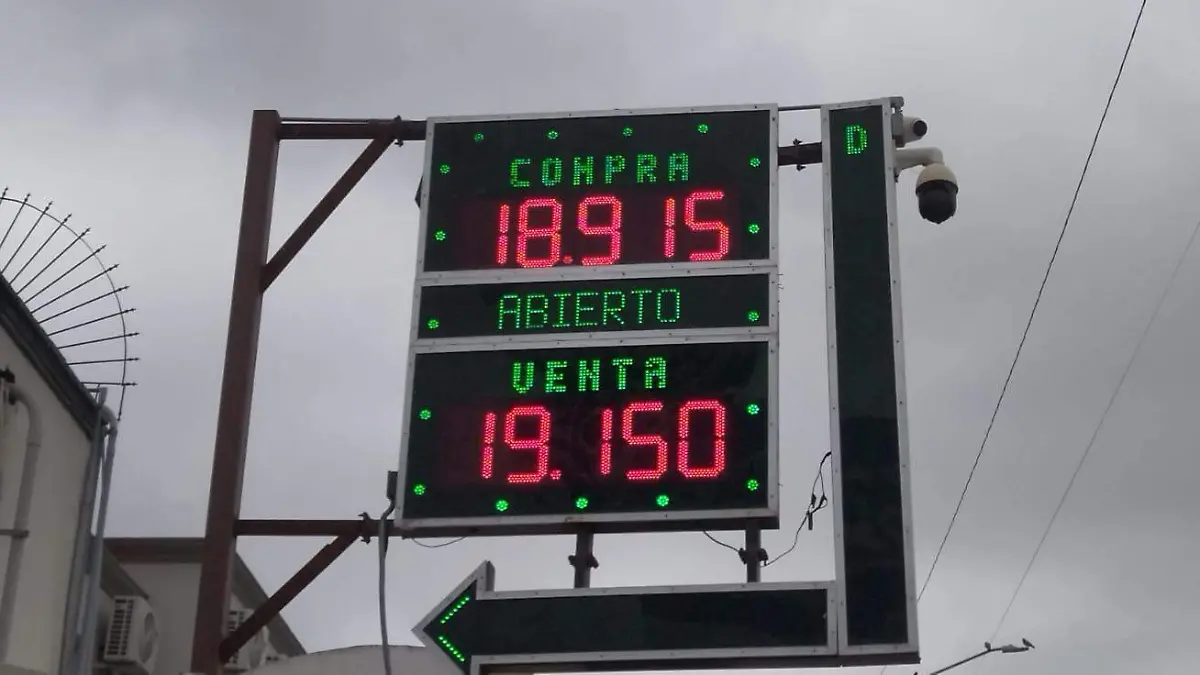 COMPRA
18.915
ABIERTO
VENTA
19.150
D